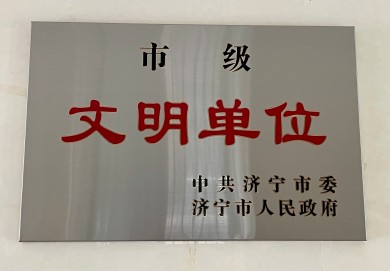 市级
文明单位
中共济宁市委
济宁市人民政府